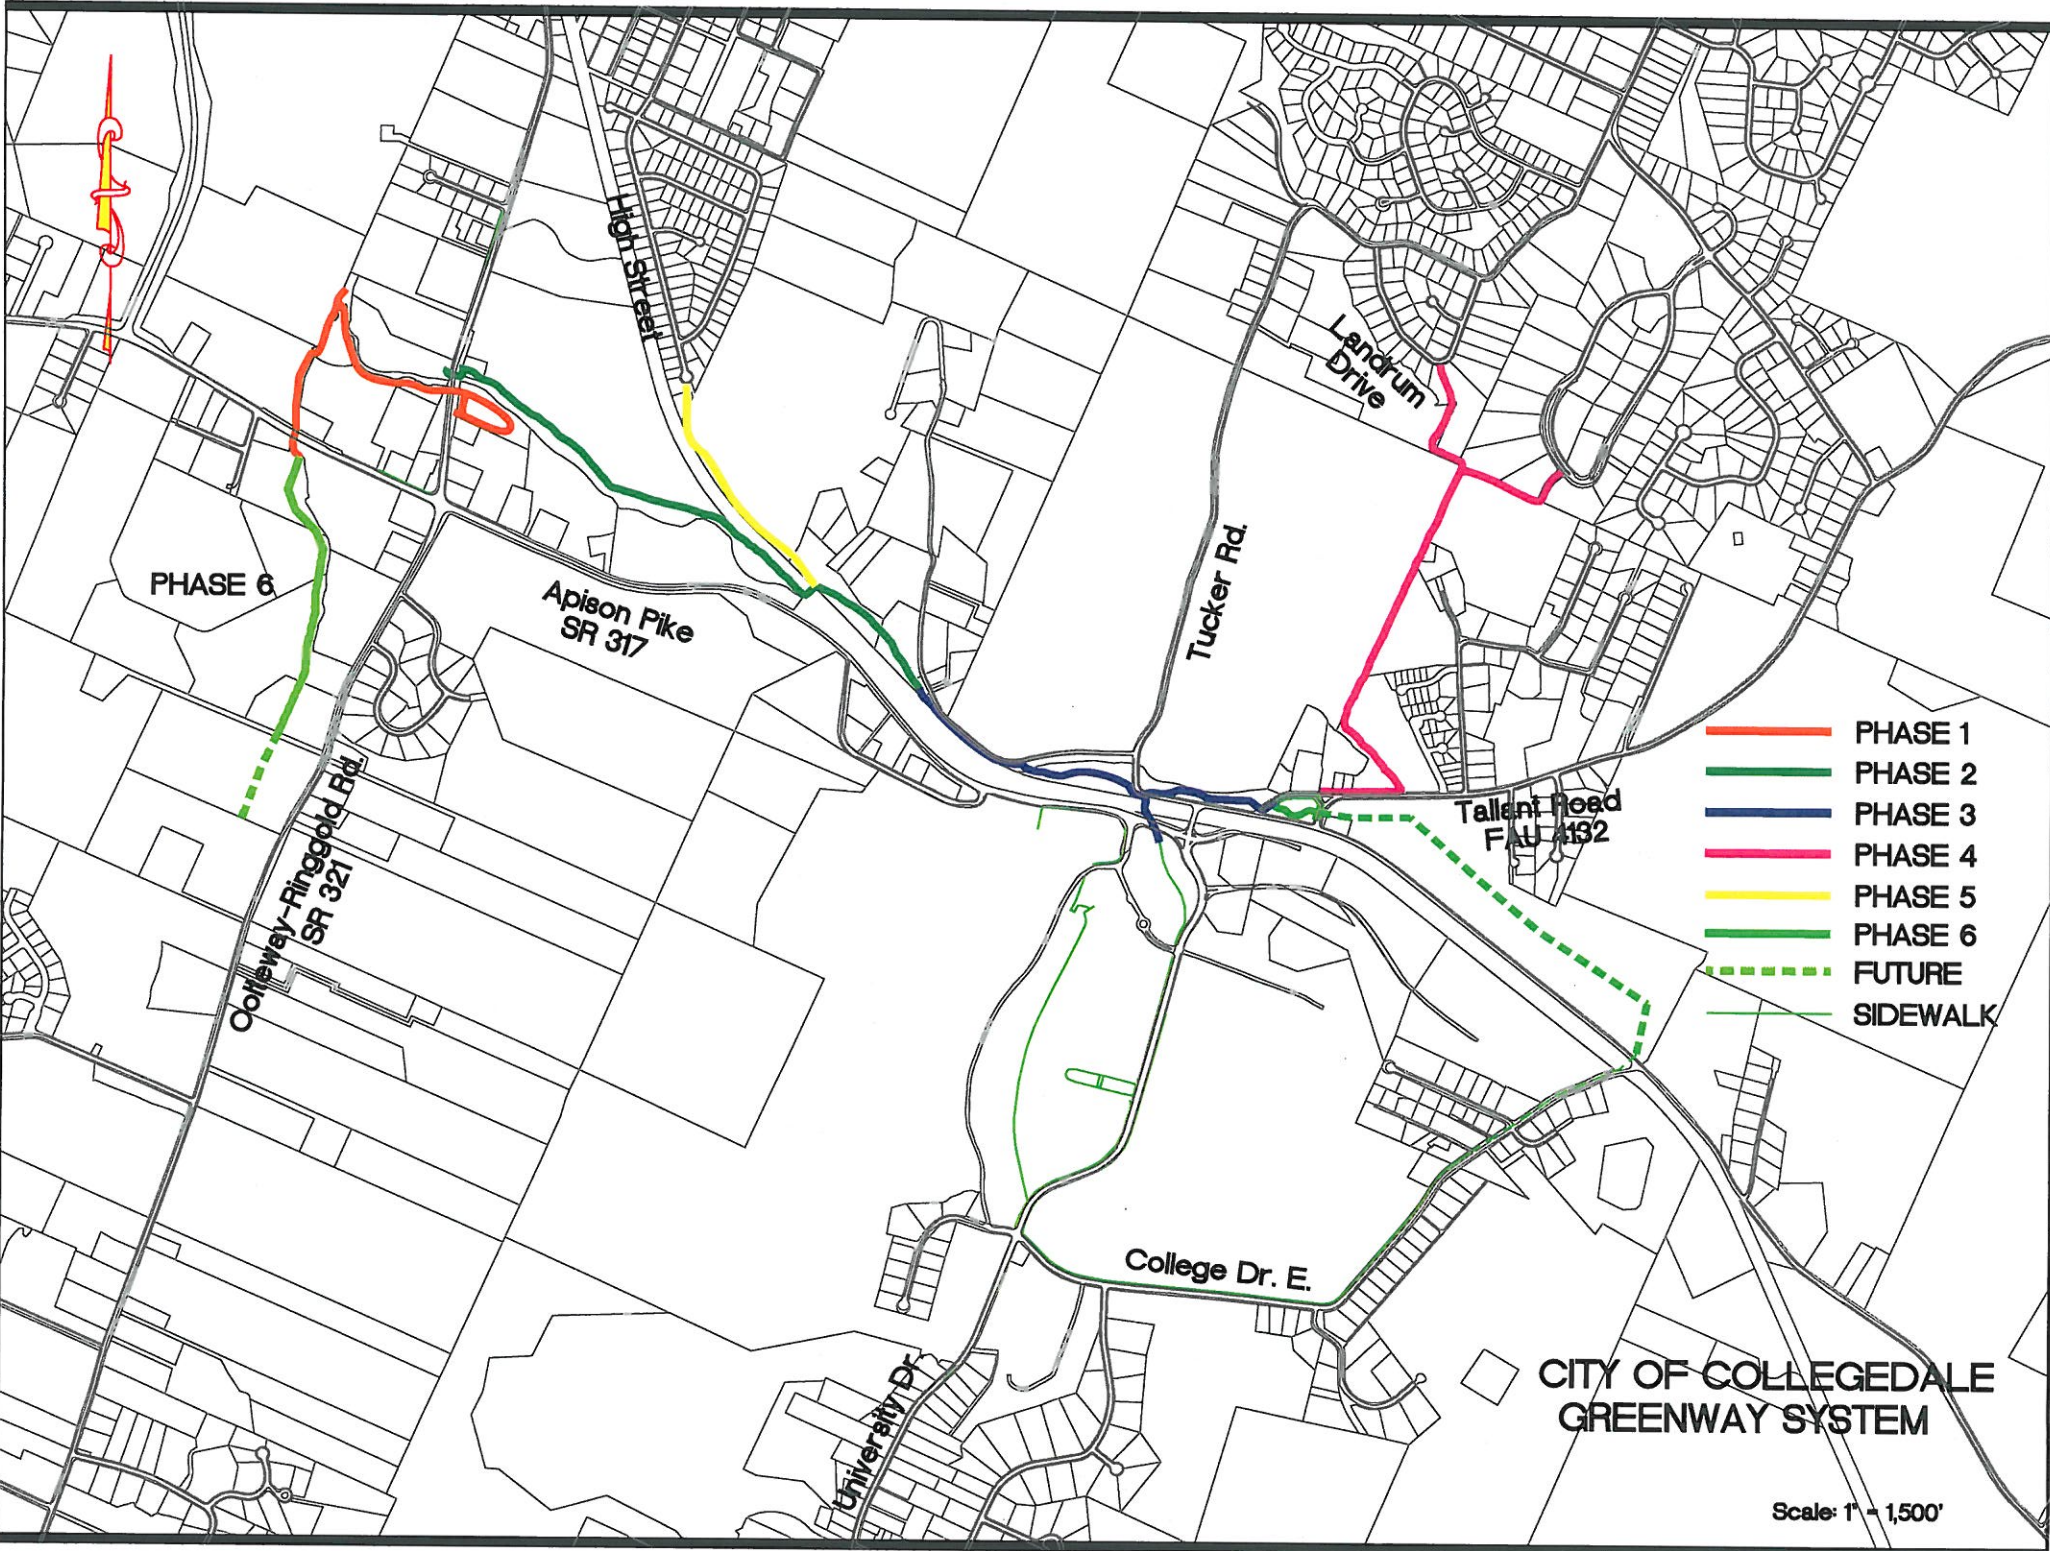 High Street
Landrum
Drive
PHASE 6
Apison Pike
SR 317
Tucker Rd.
PHASE 1
PHASE 2
PHASE 3
PHASE 4
PHASE 5
PHASE 6
FUTURE
SIDEWALK
Tallant Road
FAU 4132
Ooltewah-Ringgold Rd.
SR 321
College Dr. E.
University Dr.
CITY OF COLLEGEDALE
GREENWAY SYSTEM
Scale: 1" = 1,500'